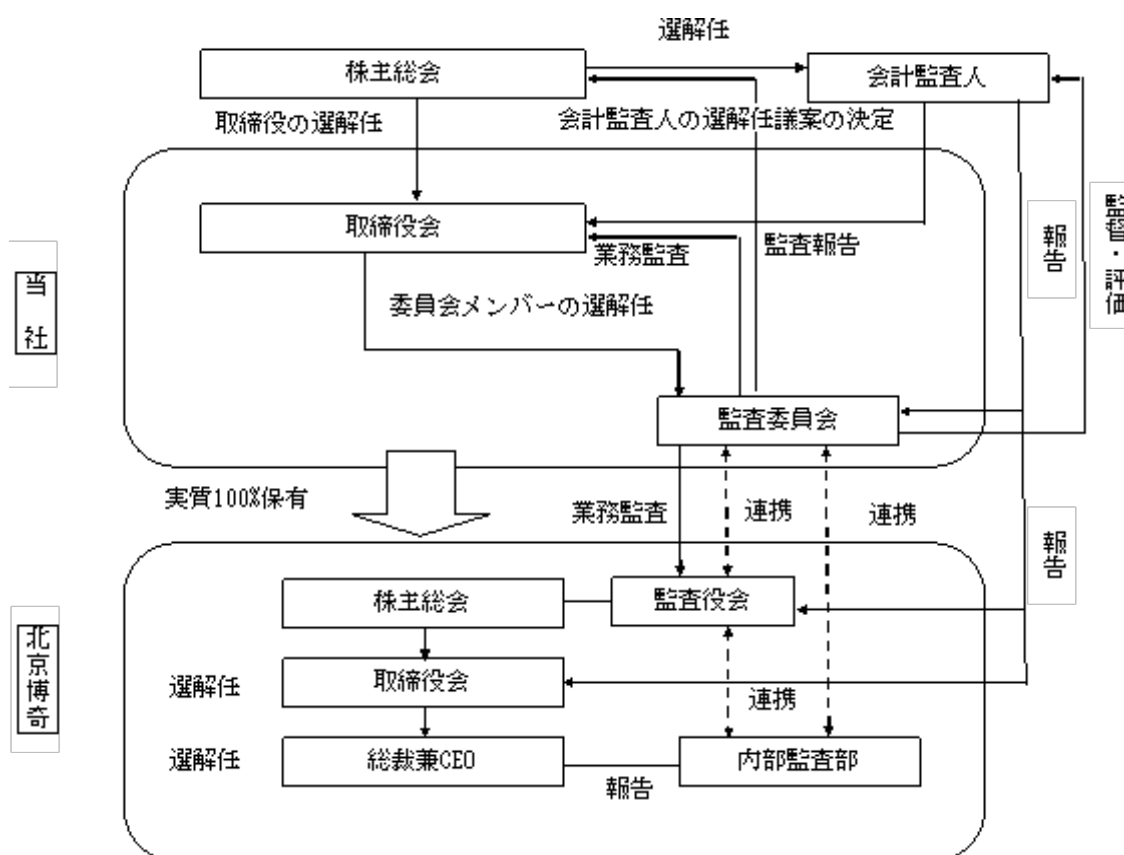 選解任
株主総会
会計監査人
取締役の選解任
会計監査人の選解任議案の決定
取締役会
業務監査
監査報告
報告
監督・評価
当社
委員会メンバーの選解任
監査委員会
実質100%保有
業務監査
連携
連携
報告
株主総会
監査役会
北京博奇
選解任
取締役会
連携
選解任
総裁兼CEO
内部監査部
報告